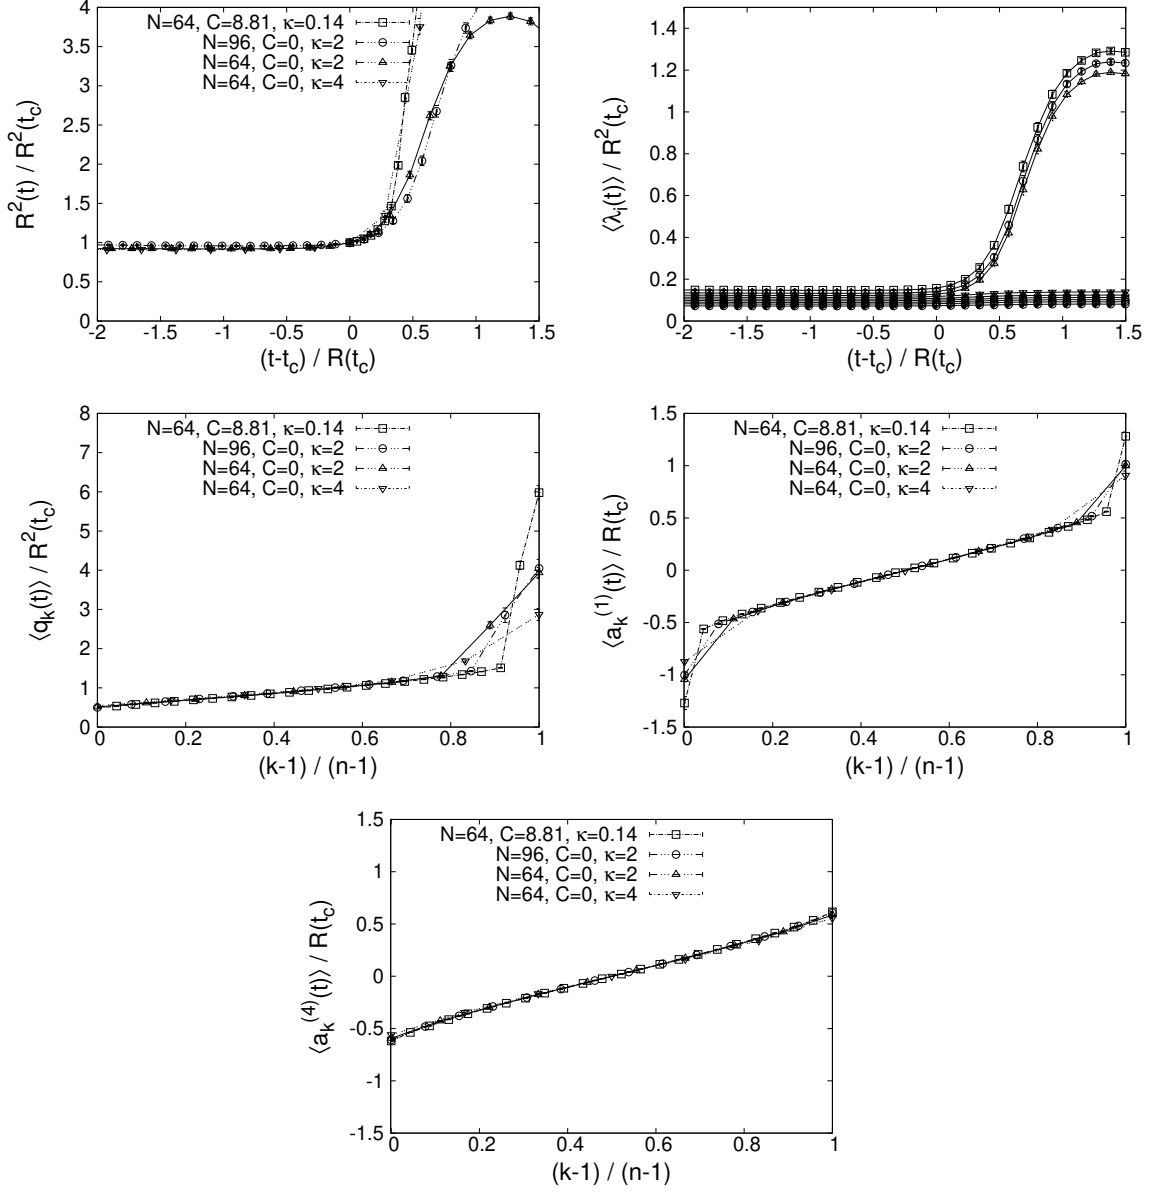 N=64, C=8.81, κ=0.14
N=96, C=0, κ=2
N=64, C=0, κ=2
N=64, C=0, κ=4
R²(t) / R²(t_c)
4
3.5
3
2.5
2
1.5
1
0.5
0
-2 -1.5 -1 -0.5 0 0.5 1 1.5
(t-t_c) / R(t_c)
⟨λ_i(t)⟩ / R²(t_c)
1.4
1.2
1
0.8
0.6
0.4
0.2
0
-2 -1.5 -1 -0.5 0 0.5 1 1.5
(t-t_c) / R(t_c)
N=64, C=8.81, κ=0.14
N=96, C=0, κ=2
N=64, C=0, κ=2
N=64, C=0, κ=4
⟨q_k(t)⟩ / R²(t_c)
8
7
6
5
4
3
2
1
0
0 0.2 0.4 0.6 0.8 1
(k-1) / (n-1)
N=64, C=8.81, κ=0.14
N=96, C=0, κ=2
N=64, C=0, κ=2
N=64, C=0, κ=4
⟨a_k^(1)(t)⟩ / R(t_c)
1.5
1
0.5
0
-0.5
-1
-1.5
0 0.2 0.4 0.6 0.8 1
(k-1) / (n-1)
N=64, C=8.81, κ=0.14
N=96, C=0, κ=2
N=64, C=0, κ=2
N=64, C=0, κ=4
⟨a_k^(4)(t)⟩ / R(t_c)
1.5
1
0.5
0
-0.5
-1
-1.5
0 0.2 0.4 0.6 0.8 1
(k-1) / (n-1)